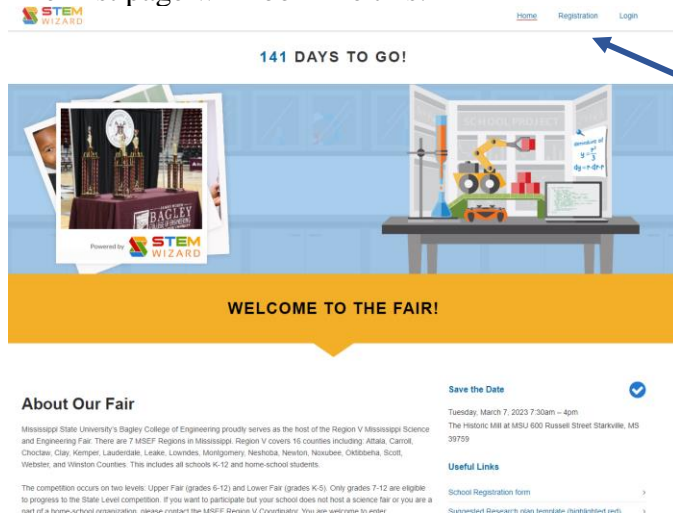 STEM
WIZARD
Home Registration Login
141 DAYS TO GO!
BAGLEY
Powered by STEM
WIZARD
SCHOOL PROJECT
WELCOME TO THE FAIR!
About Our Fair
Mississippi State University's Bagley College of Engineering proudly serves as the host of the Region V Mississippi Science
and Engineering Fair. There are 7 MSEF Regions in Mississippi. Region V covers 16 counties including: Attala, Carroll,
Choctaw, Clay, Kemper, Lauderdale, Leake, Lowndes, Montgomery, Neshoba, Newton, Noxubee, Oktibbeha, Scott,
Webster, and Winston Counties. This includes all schools K-12 and home-school students.
The competition occurs on two levels: Upper Fair (grades 6-12) and Lower Fair (grades K-5). Only grades 7-12 are eligible
to progress to the State Level competition. If you want to participate but your school does not host a science fair or you are a
part of a home-school organization, please contact the MSEF Region V Coordinator. You are welcome to enter
Save the Date
Tuesday, March 7, 2023 7:30am – 4pm
The Historic Mill at MSU 600 Russell Street Starkville, MS
39759
Useful Links
School Registration form
Suggested Research plan template (highlighted red)